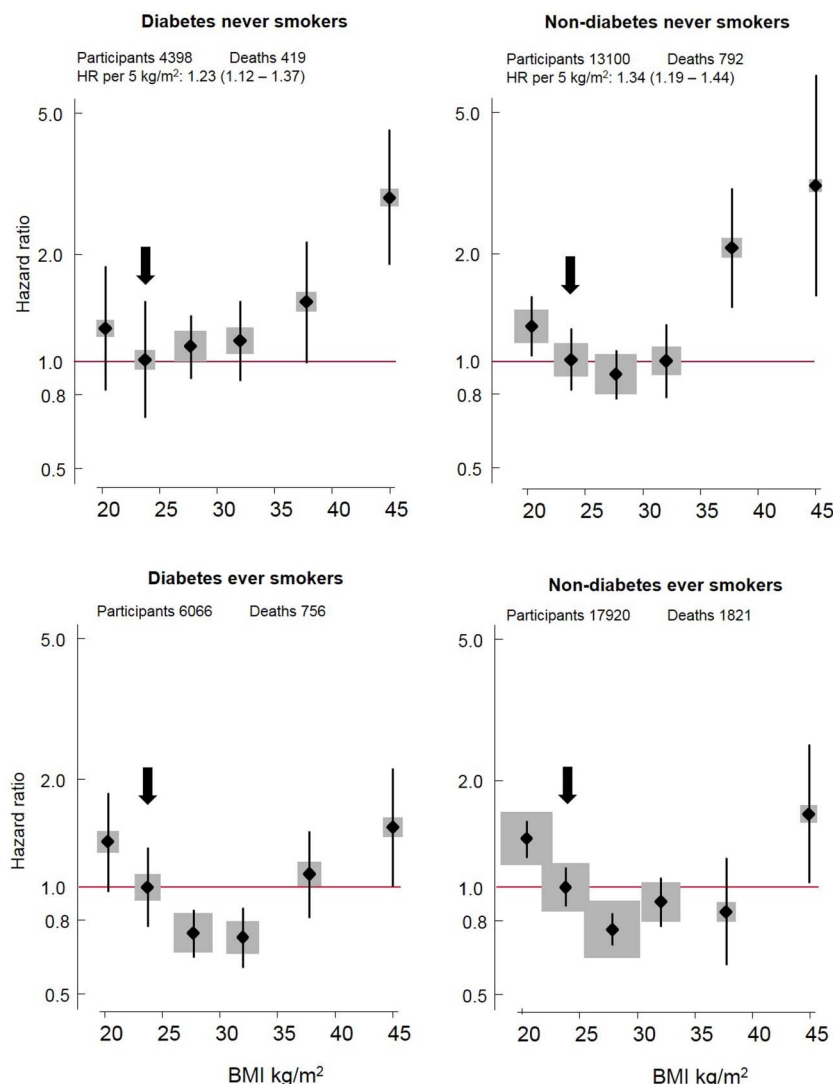 Diabetes never smokers
Participants 4398 Deaths 419
HR per 5 kg/m²: 1.23 (1.12 – 1.37)
5.0
2.0
1.0
0.8
0.5
Hazard ratio
20 25 30 35 40 45
Non-diabetes never smokers
Participants 13100 Deaths 792
HR per 5 kg/m²: 1.34 (1.19 – 1.44)
5.0
2.0
1.0
0.8
0.5
20 25 30 35 40 45
Diabetes ever smokers
Participants 6066 Deaths 756
5.0
2.0
1.0
0.8
0.5
Hazard ratio
20 25 30 35 40 45
BMI kg/m²
Non-diabetes ever smokers
Participants 17920 Deaths 1821
5.0
2.0
1.0
0.8
0.5
20 25 30 35 40 45
BMI kg/m²